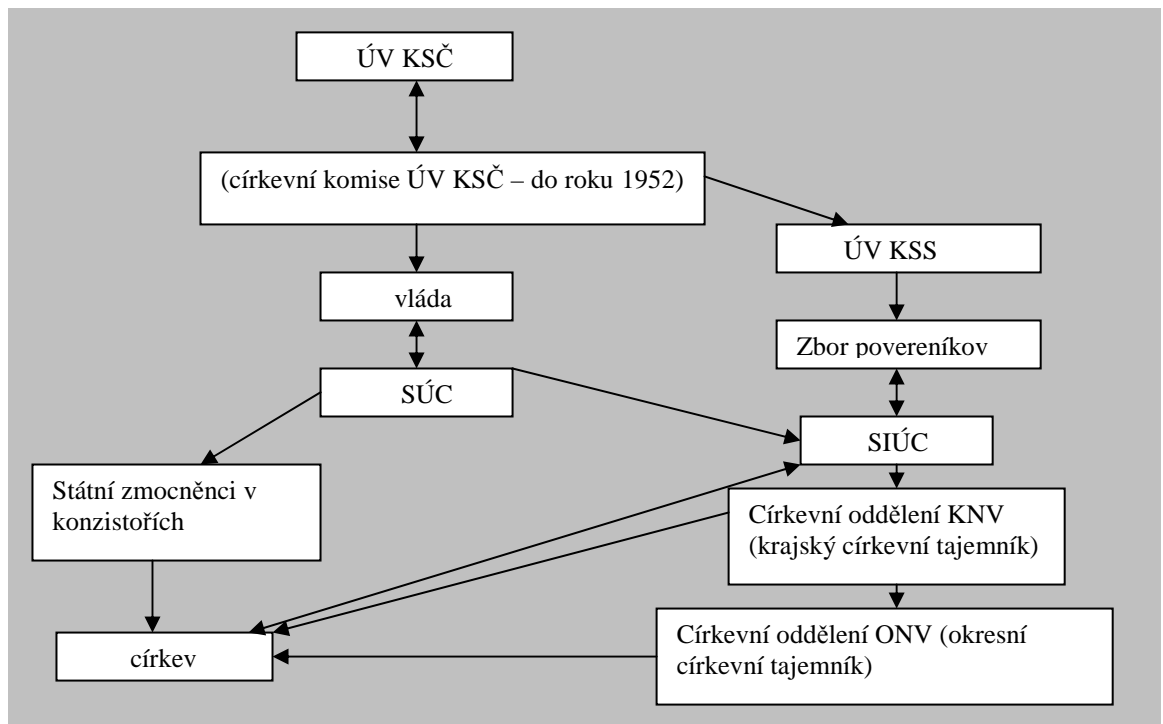 ÚV KSČ
(církevní komise ÚV KSČ – do roku 1952)
ÚV KSS
vláda
Zbor povereníkov
SÚC
SIÚC
Státní zmocněnci v
konzistořích
Církevní oddělení KNV
(krajský církevní tajemník)
Církevní oddělení ONV (okresní
církevní tajemník)
církev